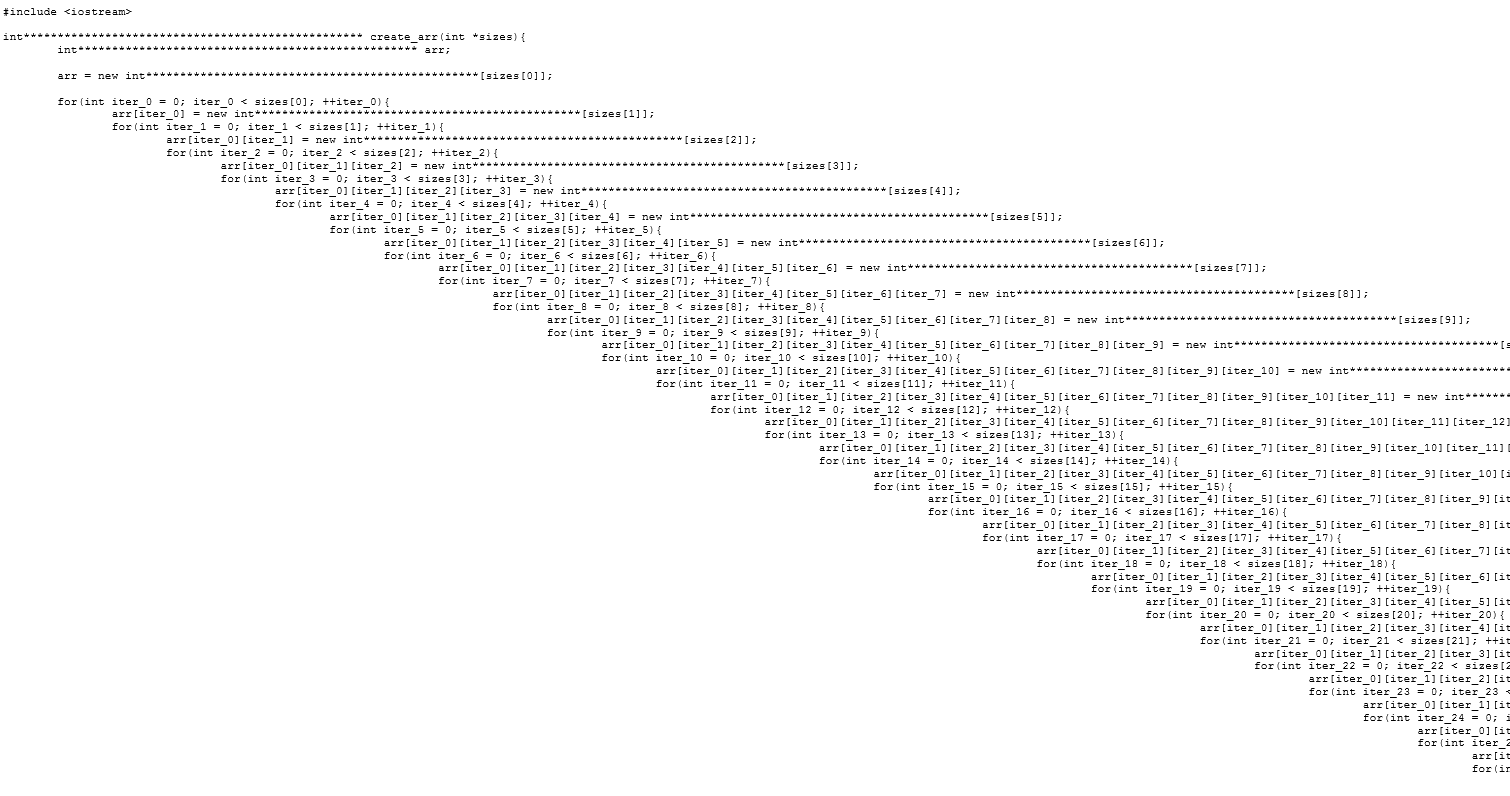 #include <iostream>
int************************************************** create_arr(int *sizes){
int************************************************** arr;
arr = new int*************************************************[sizes[0]];
for(int iter_0 = 0; iter_0 < sizes[0]; ++iter_0){
arr[iter_0] = new int************************************************[sizes[1]];
for(int iter_1 = 0; iter_1 < sizes[1]; ++iter_1){
arr[iter_0][iter_1] = new int***********************************************[sizes[2]];
for(int iter_2 = 0; iter_2 < sizes[2]; ++iter_2){
arr[iter_0][iter_1][iter_2] = new int**********************************************[sizes[3]];
for(int iter_3 = 0; iter_3 < sizes[3]; ++iter_3){
arr[iter_0][iter_1][iter_2][iter_3] = new int*********************************************[sizes[4]];
for(int iter_4 = 0; iter_4 < sizes[4]; ++iter_4){
arr[iter_0][iter_1][iter_2][iter_3][iter_4] = new int********************************************[sizes[5]];
for(int iter_5 = 0; iter_5 < sizes[5]; ++iter_5){
arr[iter_0][iter_1][iter_2][iter_3][iter_4][iter_5] = new int*******************************************[sizes[6]];
for(int iter_6 = 0; iter_6 < sizes[6]; ++iter_6){
arr[iter_0][iter_1][iter_2][iter_3][iter_4][iter_5][iter_6] = new int******************************************[sizes[7]];
for(int iter_7 = 0; iter_7 < sizes[7]; ++iter_7){
arr[iter_0][iter_1][iter_2][iter_3][iter_4][iter_5][iter_6][iter_7] = new int*****************************************[sizes[8]];
for(int iter_8 = 0; iter_8 < sizes[8]; ++iter_8){
arr[iter_0][iter_1][iter_2][iter_3][iter_4][iter_5][iter_6][iter_7][iter_8] = new int****************************************[sizes[9]];
for(int iter_9 = 0; iter_9 < sizes[9]; ++iter_9){
arr[iter_0][iter_1][iter_2][iter_3][iter_4][iter_5][iter_6][iter_7][iter_8][iter_9] = new int***************************************[s
for(int iter_10 = 0; iter_10 < sizes[10]; ++iter_10){
arr[iter_0][iter_1][iter_2][iter_3][iter_4][iter_5][iter_6][iter_7][iter_8][iter_9][iter_10] = new int************************
for(int iter_11 = 0; iter_11 < sizes[11]; ++iter_11){
arr[iter_0][iter_1][iter_2][iter_3][iter_4][iter_5][iter_6][iter_7][iter_8][iter_9][iter_10][iter_11] = new int*******
for(int iter_12 = 0; iter_12 < sizes[12]; ++iter_12){
arr[iter_0][iter_1][iter_2][iter_3][iter_4][iter_5][iter_6][iter_7][iter_8][iter_9][iter_10][iter_11][iter_12]
for(int iter_13 = 0; iter_13 < sizes[13]; ++iter_13){
arr[iter_0][iter_1][iter_2][iter_3][iter_4][iter_5][iter_6][iter_7][iter_8][iter_9][iter_10][iter_11][
for(int iter_14 = 0; iter_14 < sizes[14]; ++iter_14){
arr[iter_0][iter_1][iter_2][iter_3][iter_4][iter_5][iter_6][iter_7][iter_8][iter_9][iter_10][i
for(int iter_15 = 0; iter_15 < sizes[15]; ++iter_15){
arr[iter_0][iter_1][iter_2][iter_3][iter_4][iter_5][iter_6][iter_7][iter_8][iter_9][it
for(int iter_16 = 0; iter_16 < sizes[16]; ++iter_16){
arr[iter_0][iter_1][iter_2][iter_3][iter_4][iter_5][iter_6][iter_7][iter_8][it
for(int iter_17 = 0; iter_17 < sizes[17]; ++iter_17){
arr[iter_0][iter_1][iter_2][iter_3][iter_4][iter_5][iter_6][iter_7][it
for(int iter_18 = 0; iter_18 < sizes[18]; ++iter_18){
arr[iter_0][iter_1][iter_2][iter_3][iter_4][iter_5][iter_6][it
for(int iter_19 = 0; iter_19 < sizes[19]; ++iter_19){
arr[iter_0][iter_1][iter_2][iter_3][iter_4][iter_5][it
for(int iter_20 = 0; iter_20 < sizes[20]; ++iter_20){
arr[iter_0][iter_1][iter_2][iter_3][iter_4][it
for(int iter_21 = 0; iter_21 < sizes[21]; ++it
arr[iter_0][iter_1][iter_2][iter_3][it
for(int iter_22 = 0; iter_22 < sizes[2
arr[iter_0][iter_1][iter_2][it
for(int iter_23 = 0; iter_23 <
arr[iter_0][iter_1][it
for(int iter_24 = 0; i
arr[iter_0][it
for(int iter_2
arr[it
for(in